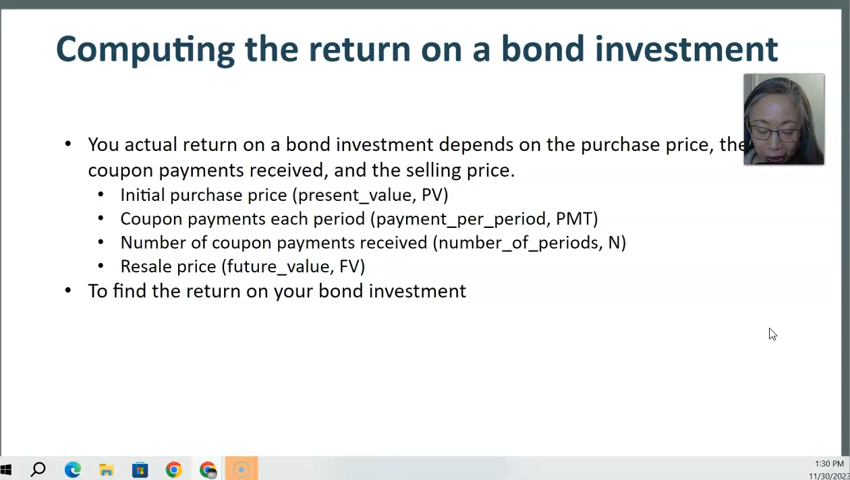 Computing the return on a bond investment
• You actual return on a bond investment depends on the purchase price, the
coupon payments received, and the selling price.
• Initial purchase price (present_value, PV)
• Coupon payments each period (payment_per_period, PMT)
• Number of coupon payments received (number_of_periods, N)
• Resale price (future_value, FV)
• To find the return on your bond investment
1:30 PM
11/30/2023